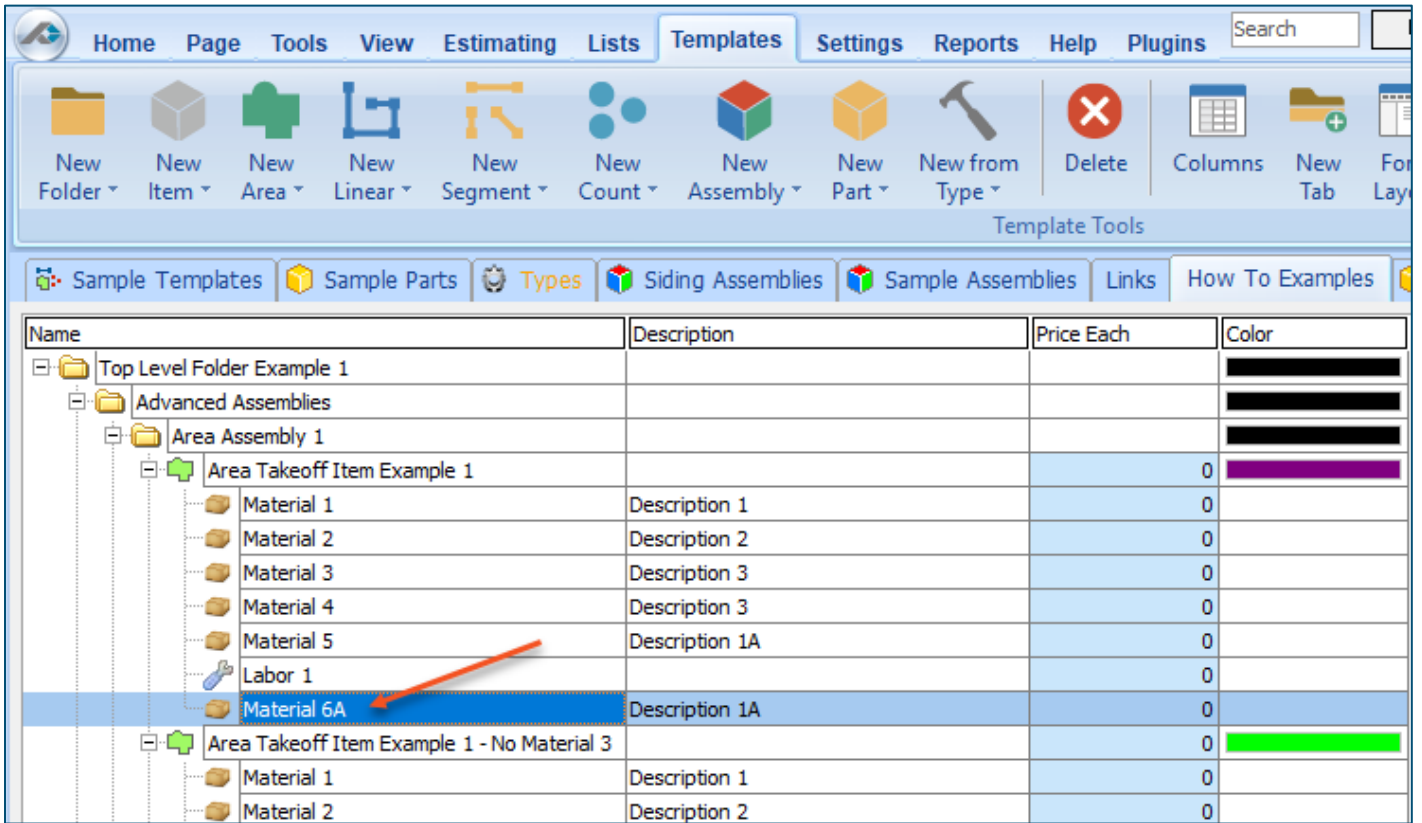 Home Page Tools View Estimating Lists Templates Settings Reports Help Plugins Search
New Folder
New Item
New Area
New Linear
New Segment
New Count
New Assembly
New Part
New from Type
Delete
Columns
New Tab
Template Tools
Sample Templates Sample Parts Types Siding Assemblies Sample Assemblies Links How To Examples
Name Description Price Each Color
Top Level Folder Example 1
Advanced Assemblies
Area Assembly 1
Area Takeoff Item Example 1 0
Material 1 Description 1 0
Material 2 Description 2 0
Material 3 Description 3 0
Material 4 Description 3 0
Material 5 Description 1A 0
Labor 1 0
Material 6A Description 1A 0
Area Takeoff Item Example 1 - No Material 3 0
Material 1 Description 1 0
Material 2 Description 2 0